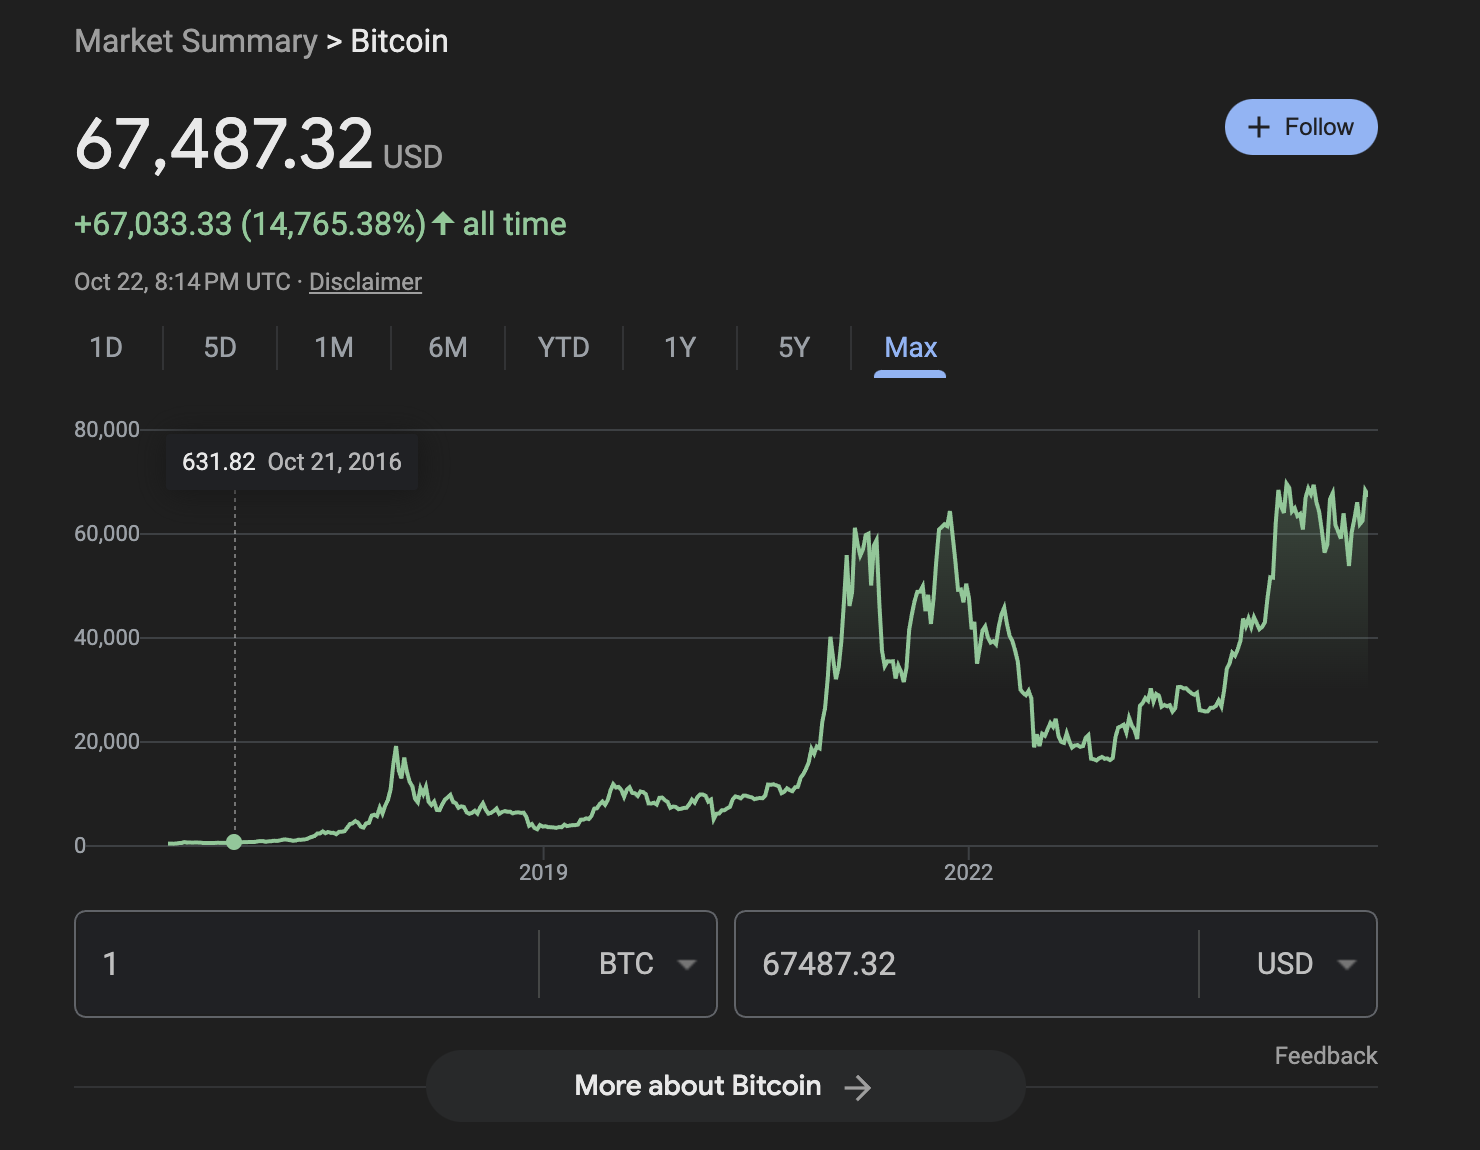 Market Summary > Bitcoin
67,487.32 USD
+ Follow
+67,033.33 (14,765.38%) ↑ all time
Oct 22, 8:14 PM UTC · Disclaimer
1D 5D 1M 6M YTD 1Y 5Y Max
80,000
631.82 Oct 21, 2016
60,000
40,000
20,000
0
2019 2022
1 BTC 67487.32 USD
Feedback
More about Bitcoin →